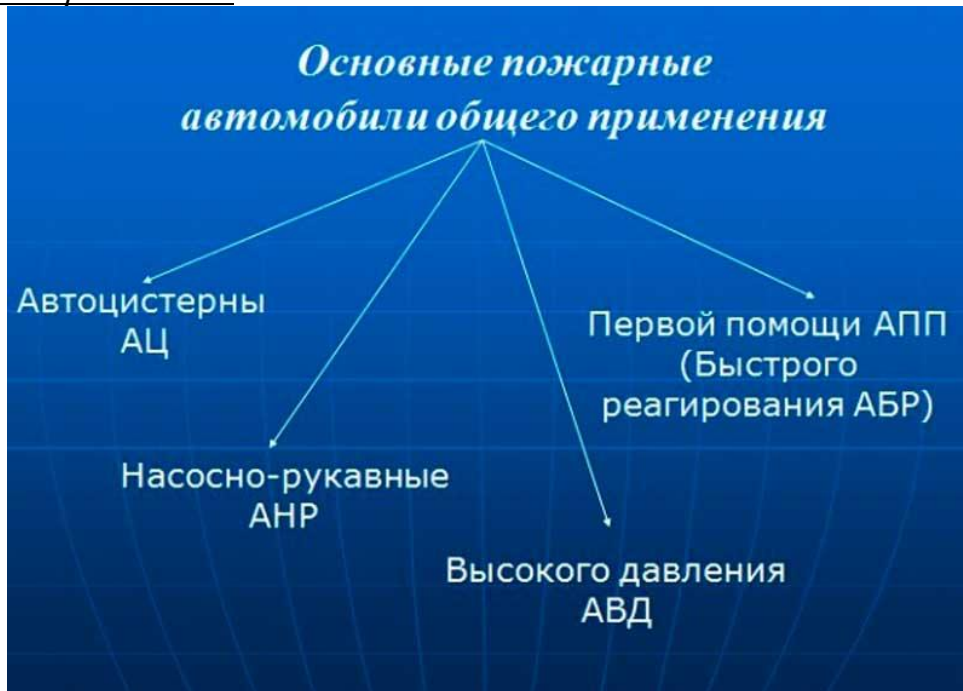 Основные пожарные
автомобили общего применения
Автоцистерны
АЦ
Первой помощи АПП
(Быстрого
реагирования АБР)
Насосно-рукавные
АНР
Высокого давления
АВД